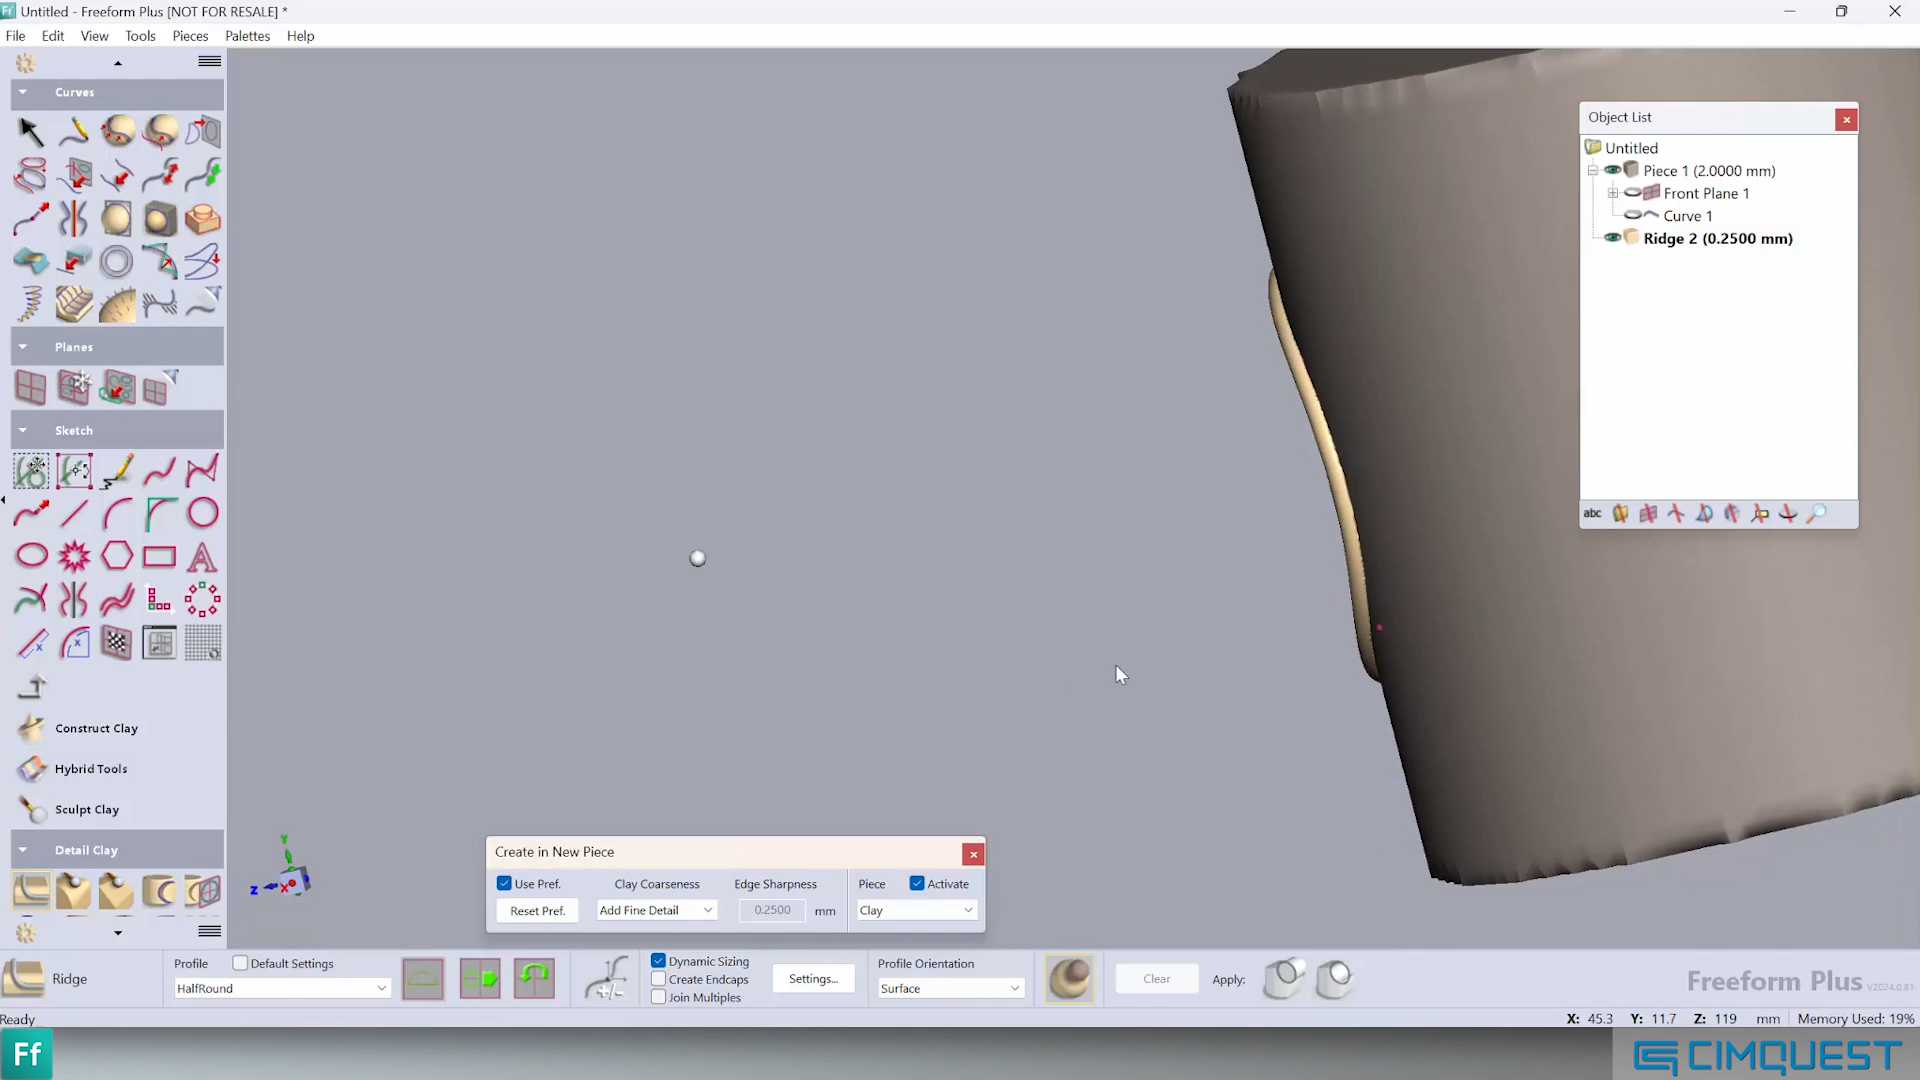 Ff Untitled - Freeform Plus [NOT FOR RESALE] *
File Edit View Tools Pieces Palettes Help
Curves
Planes
Sketch
Construct Clay
Hybrid Tools
Sculpt Clay
Detail Clay
Object List
Untitled
Piece 1 (2.0000 mm)
Front Plane 1
Curve 1
Ridge 2 (0.2500 mm)
abc
Y
Z
X
Create in New Piece
Use Pref. Clay Coarseness Edge Sharpness Piece Activate
Reset Pref. Add Fine Detail 0.2500 mm Clay
Ridge
Profile Default Settings
HalfRound
Dynamic Sizing
Create Endcaps
Join Multiples
Settings...
Profile Orientation
Surface
Clear Apply:
Freeform Plus V2024.0.81
Ready X: 45.3 Y: 11.7 Z: 119 mm Memory Used: 19%
Ff
CIMQUEST